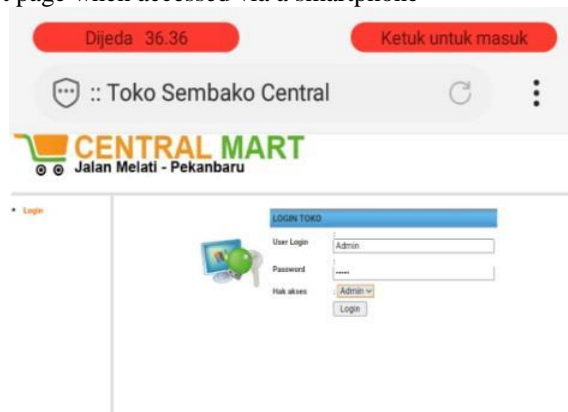 t page when accessed via a smartphone
Dijeda 36.36
Ketuk untuk masuk
:: Toko Sembako Central
CENTRAL MART
Jalan Melati - Pekanbaru
Login
LOGIN TOKO
User Login : Admin
Password : .....
Hak akses : Admin
Login